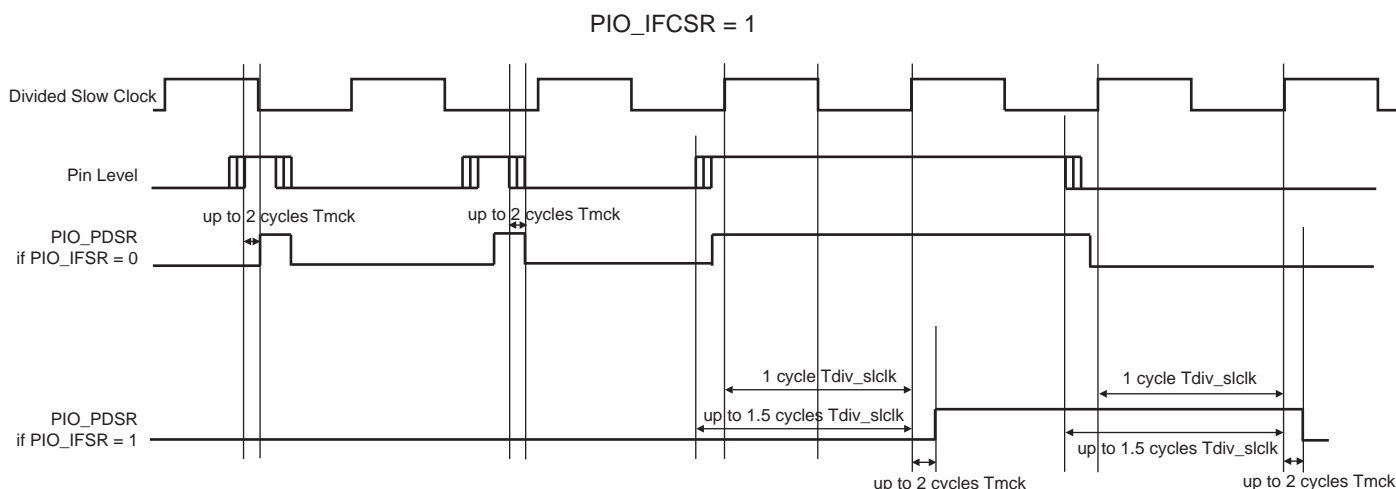 PIO_IFCSR = 1
Divided Slow Clock
Pin Level
up to 2 cycles Tmck
up to 2 cycles Tmck
PIO_PDSR
if PIO_IFSR = 0
1 cycle Tdiv_slclk
1 cycle Tdiv_slclk
up to 1.5 cycles Tdiv_slclk
PIO_PDSR
if PIO_IFSR = 1
up to 1.5 cycles Tdiv_slclk
up to 2 cycles Tmck
up to 2 cycles Tmck